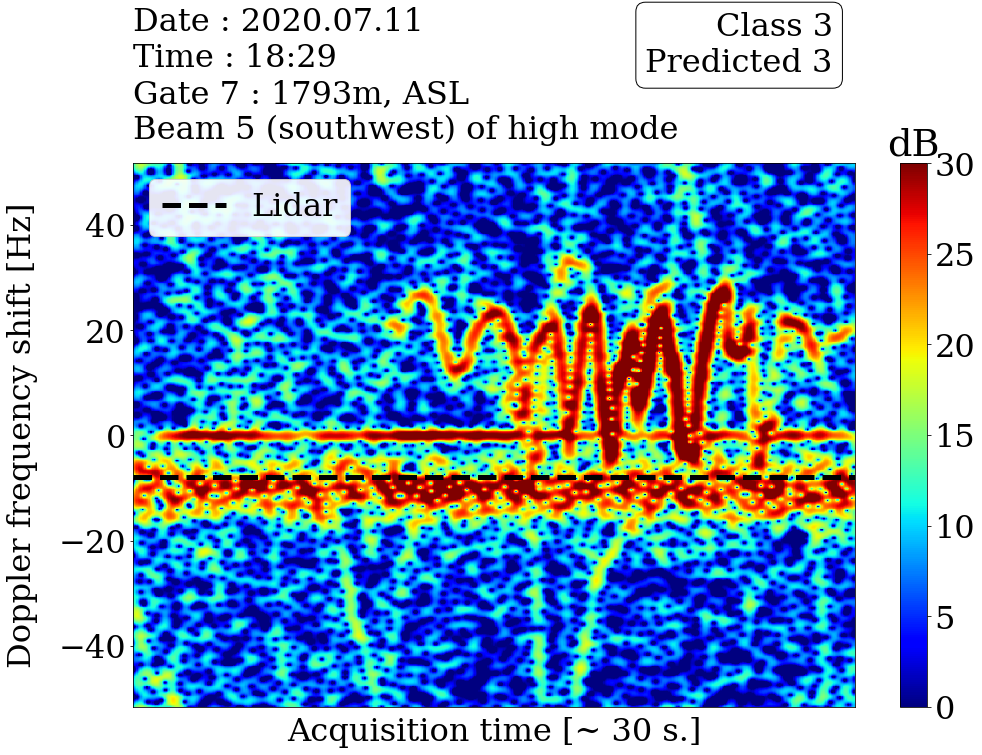 Date : 2020.07.11
Time : 18:29
Gate 7 : 1793m, ASL
Beam 5 (southwest) of high mode
Class 3
Predicted 3
dB
Lidar
Doppler frequency shift [Hz]
40
20
0
−20
−40
30
25
20
15
10
5
0
Acquisition time [~ 30 s.]